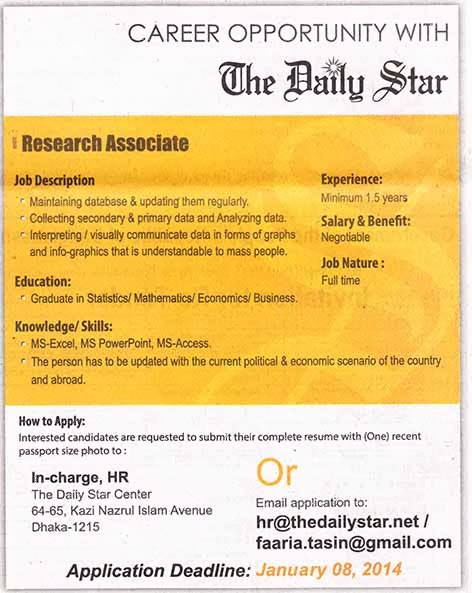 CAREER OPPORTUNITY WITH
The Daily Star
Research Associate
Job Description
Maintaining database & updating them regularly.
Collecting secondary & primary data and Analyzing data.
Interpreting / visually communicate data in forms of graphs
and info-graphics that is understandable to mass people.
Education:
Graduate in Statistics/ Mathematics/ Economics/ Business.
Knowledge/ Skills:
MS-Excel, MS PowerPoint, MS-Access.
The person has to be updated with the current political & economic scenario of the country
and abroad.
Experience:
Minimum 1.5 years
Salary & Benefit:
Negotiable
Job Nature :
Full time
How to Apply:
Interested candidates are requested to submit their complete resume with (One) recent
passport size photo to :
In-charge, HR
The Daily Star Center
64-65, Kazi Nazrul Islam Avenue
Dhaka-1215
Or
Email application to:
hr@thedailystar.net /
faaria.tasin@gmail.com
Application Deadline: January 08, 2014